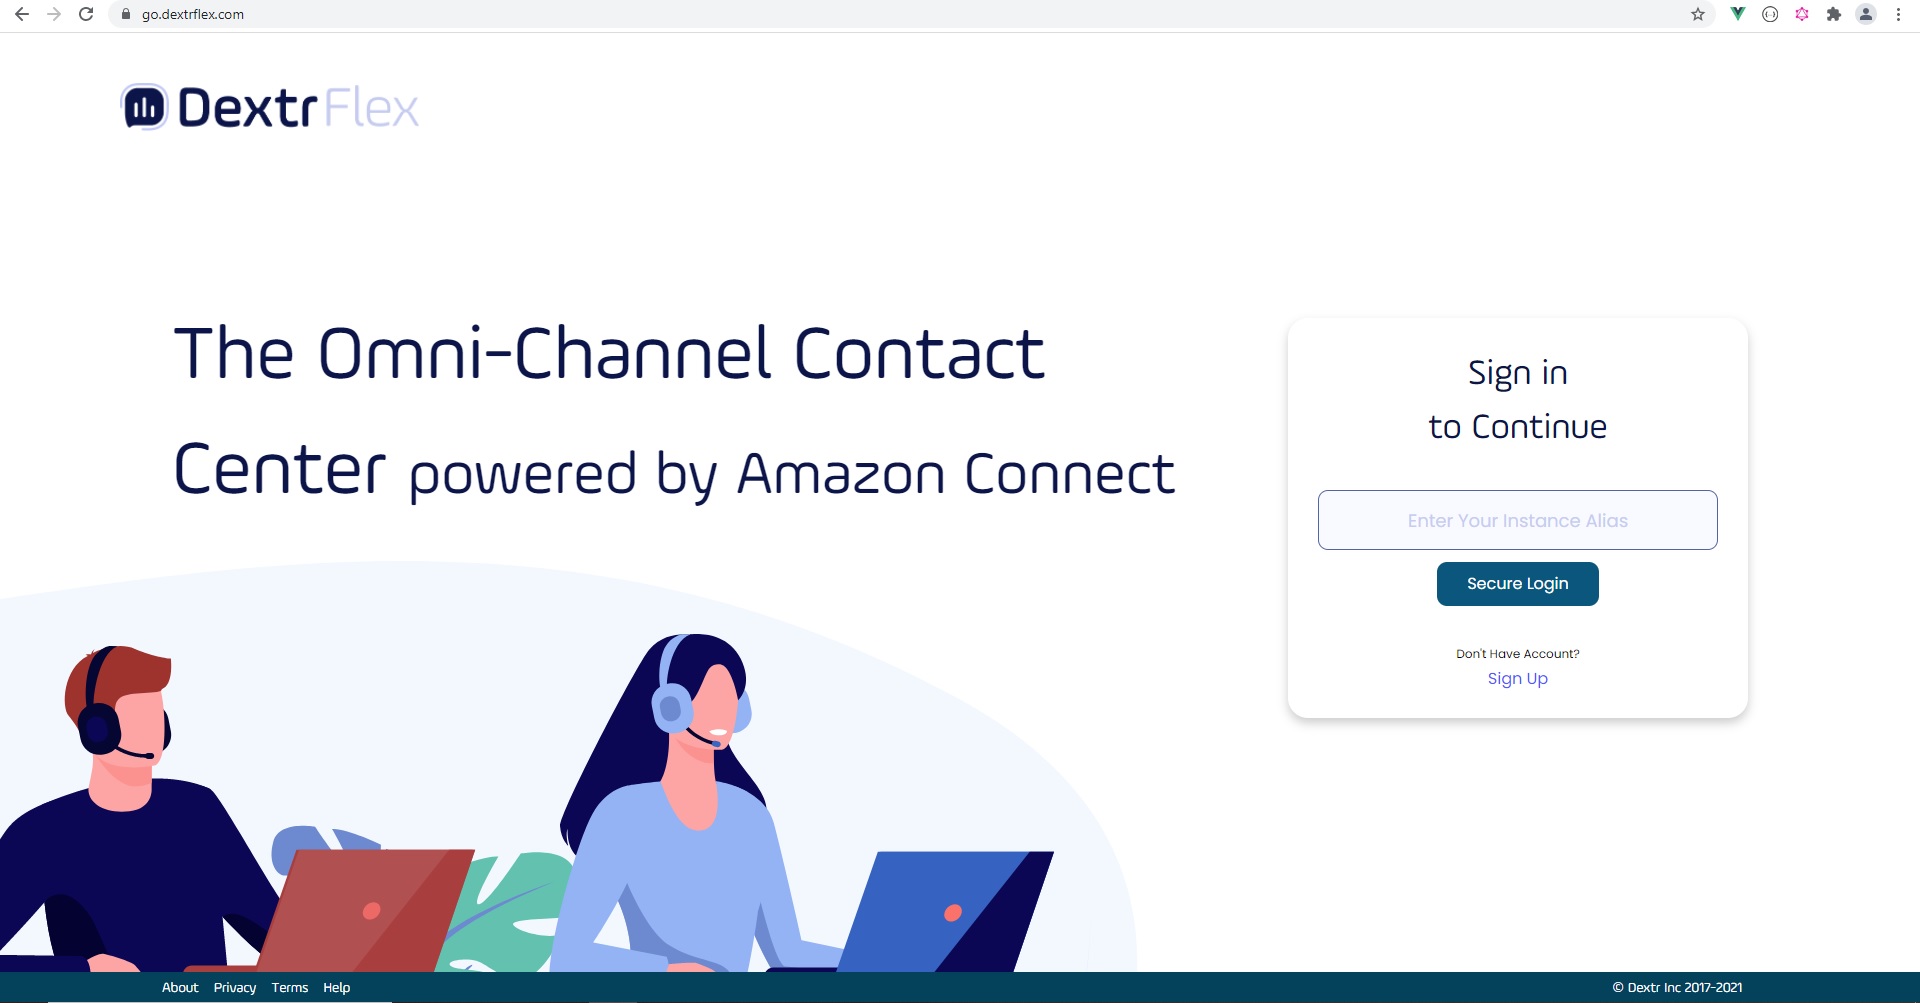 go.dextrflex.com
DextrFlex
The Omni-Channel Contact
Center powered by Amazon Connect
Sign in
to Continue
Enter Your Instance Alias
Secure Login
Don't Have Account?
Sign Up
About Privacy Terms Help
© Dextr Inc 2017-2021